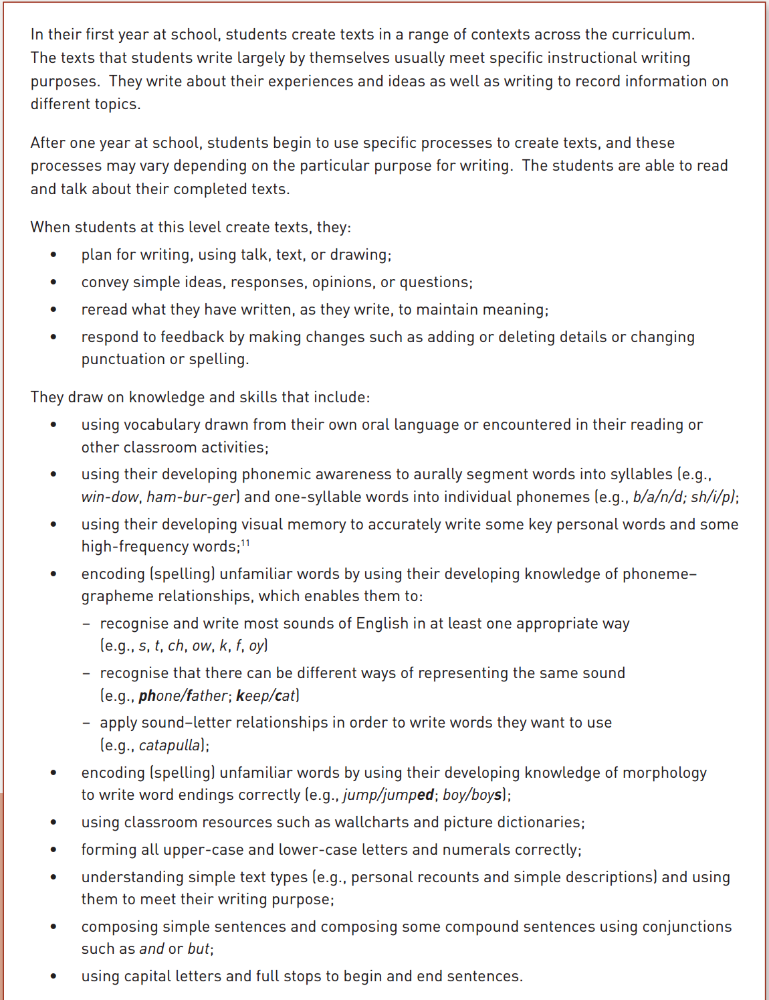 In their first year at school, students create texts in a range of contexts across the curriculum.
The texts that students write largely by themselves usually meet specific instructional writing
purposes.  They write about their experiences and ideas as well as writing to record information on
different topics.
After one year at school, students begin to use specific processes to create texts, and these
processes may vary depending on the particular purpose for writing.  The students are able to read
and talk about their completed texts.
When students at this level create texts, they:
• plan for writing, using talk, text, or drawing;
• convey simple ideas, responses, opinions, or questions;
• reread what they have written, as they write, to maintain meaning;
• respond to feedback by making changes such as adding or deleting details or changing
punctuation or spelling.
They draw on knowledge and skills that include:
• using vocabulary drawn from their own oral language or encountered in their reading or
other classroom activities;
• using their developing phonemic awareness to aurally segment words into syllables (e.g.,
win-dow, ham-bur-ger) and one-syllable words into individual phonemes (e.g., b/a/n/d; sh/i/p);
• using their developing visual memory to accurately write some key personal words and some
high-frequency words;11
• encoding (spelling) unfamiliar words by using their developing knowledge of phoneme–
grapheme relationships, which enables them to:
– recognise and write most sounds of English in at least one appropriate way
(e.g., s, t, ch, ow, k, f, oy)
– recognise that there can be different ways of representing the same sound
(e.g., phone/father; keep/cat)
– apply sound–letter relationships in order to write words they want to use
(e.g., catapulla);
• encoding (spelling) unfamiliar words by using their developing knowledge of morphology
to write word endings correctly (e.g., jump/jumped; boy/boys);
• using classroom resources such as wallcharts and picture dictionaries;
• forming all upper-case and lower-case letters and numerals correctly;
• understanding simple text types (e.g., personal recounts and simple descriptions) and using
them to meet their writing purpose;
• composing simple sentences and composing some compound sentences using conjunctions
such as and or but;
• using capital letters and full stops to begin and end sentences.